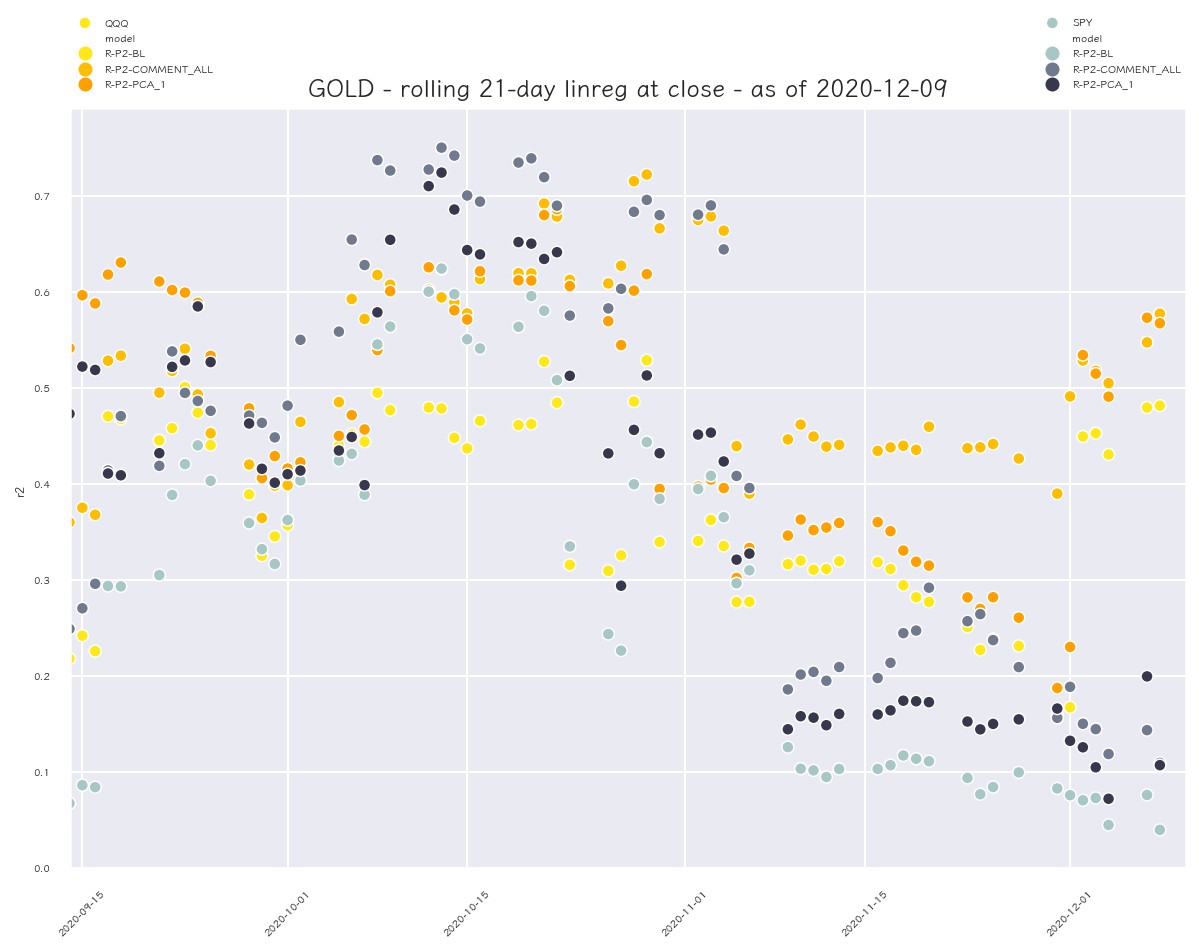 QQQ
model
R-P2-BL
R-P2-COMMENT_ALL
R-P2-PCA_1
SPY
model
R-P2-BL
R-P2-COMMENT_ALL
R-P2-PCA_1
GOLD - rolling 21-day linreg at close - as of 2020-12-09
r2
0.7
0.6
0.5
0.4
0.3
0.2
0.1
0.0
2020-09-15
2020-10-01
2020-10-15
2020-11-01
2020-11-15
2020-12-01